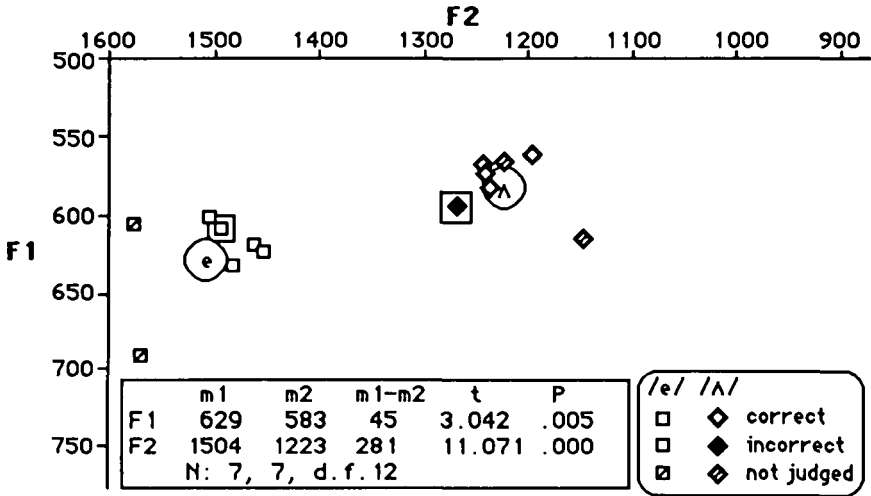 F2
1600 1500 1400 1300 1200 1100 1000 900
500
550
600
F1
650
700
750
e
ʌ
m1 m2 m1-m2 t P
F1 629 583 45 3.042 .005
F2 1504 1223 281 11.071 .000
N: 7, 7, d.f.12
/e/ /ʌ/
correct
incorrect
not judged